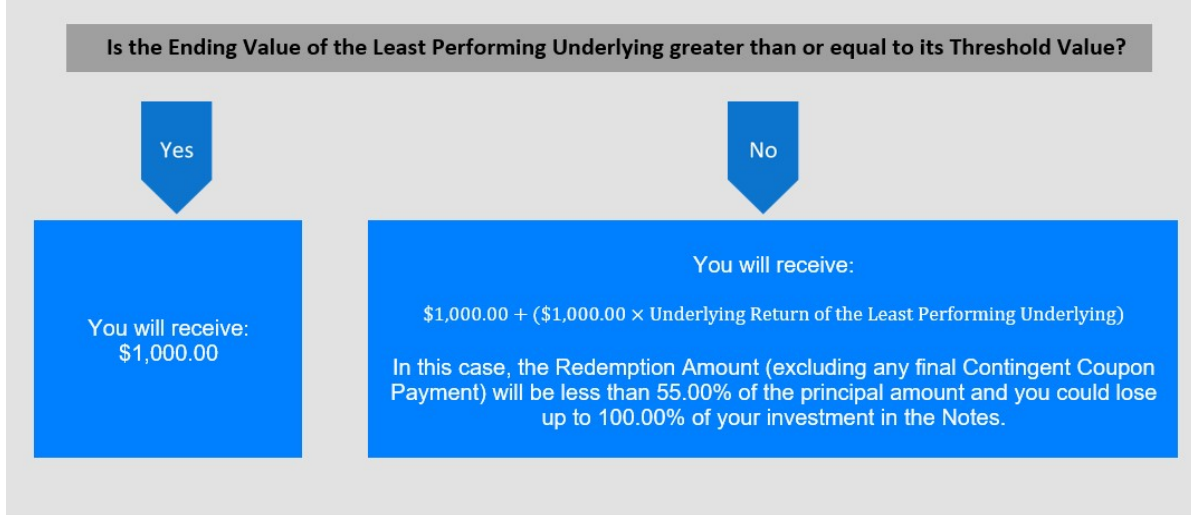 Is the Ending Value of the Least Performing Underlying greater than or equal to its Threshold Value?
Yes
No
You will receive:
$1,000.00
You will receive:
$1,000.00 + ($1,000.00 × Underlying Return of the Least Performing Underlying)
In this case, the Redemption Amount (excluding any final Contingent Coupon
Payment) will be less than 55.00% of the principal amount and you could lose
up to 100.00% of your investment in the Notes.